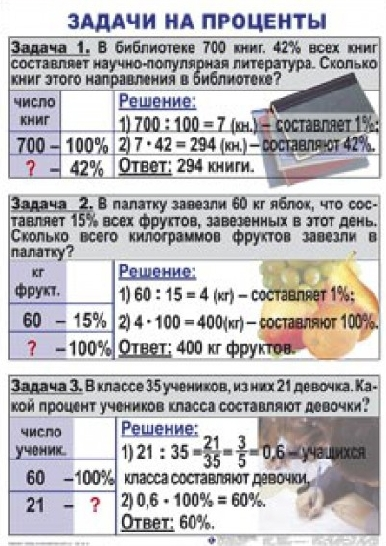 ЗАДАЧИ НА ПРОЦЕНТЫ
Задача 1. В библиотеке 700 книг. 42% всех книг
составляет научно-популярная литература. Сколько
книг этого направления в библиотеке?
число
книг
700 – 100%
? – 42%
Решение:
1) 700 : 100 = 7 (кн.) – составляет 1%;
2) 7 · 42 = 294 (кн.) – составляют 42%.
Ответ: 294 книги.
Задача 2. В палатку завезли 60 кг яблок, что сос-
тавляет 15% всех фруктов, завезенных в этот день.
Сколько всего килограммов фруктов завезли в
палатку?
кг
фрукт.
60 – 15%
? – 100%
Решение:
1) 60 : 15 = 4 (кг) – составляет 1%;
2) 4 · 100 = 400(кг) – составляют 100%.
Ответ: 400 кг фруктов.
Задача 3. В классе 35 учеников, из них 21 девочка. Ка-
кой процент учеников класса составляют девочки?
число
ученик.
60 –100%
21 – ?
Решение:
1) 21 : 35 = 21/35 = 3/5 = 0,6 – учащихся
класса составляют девочки.
2) 0,6 · 100% = 60%.
Ответ: 60%.